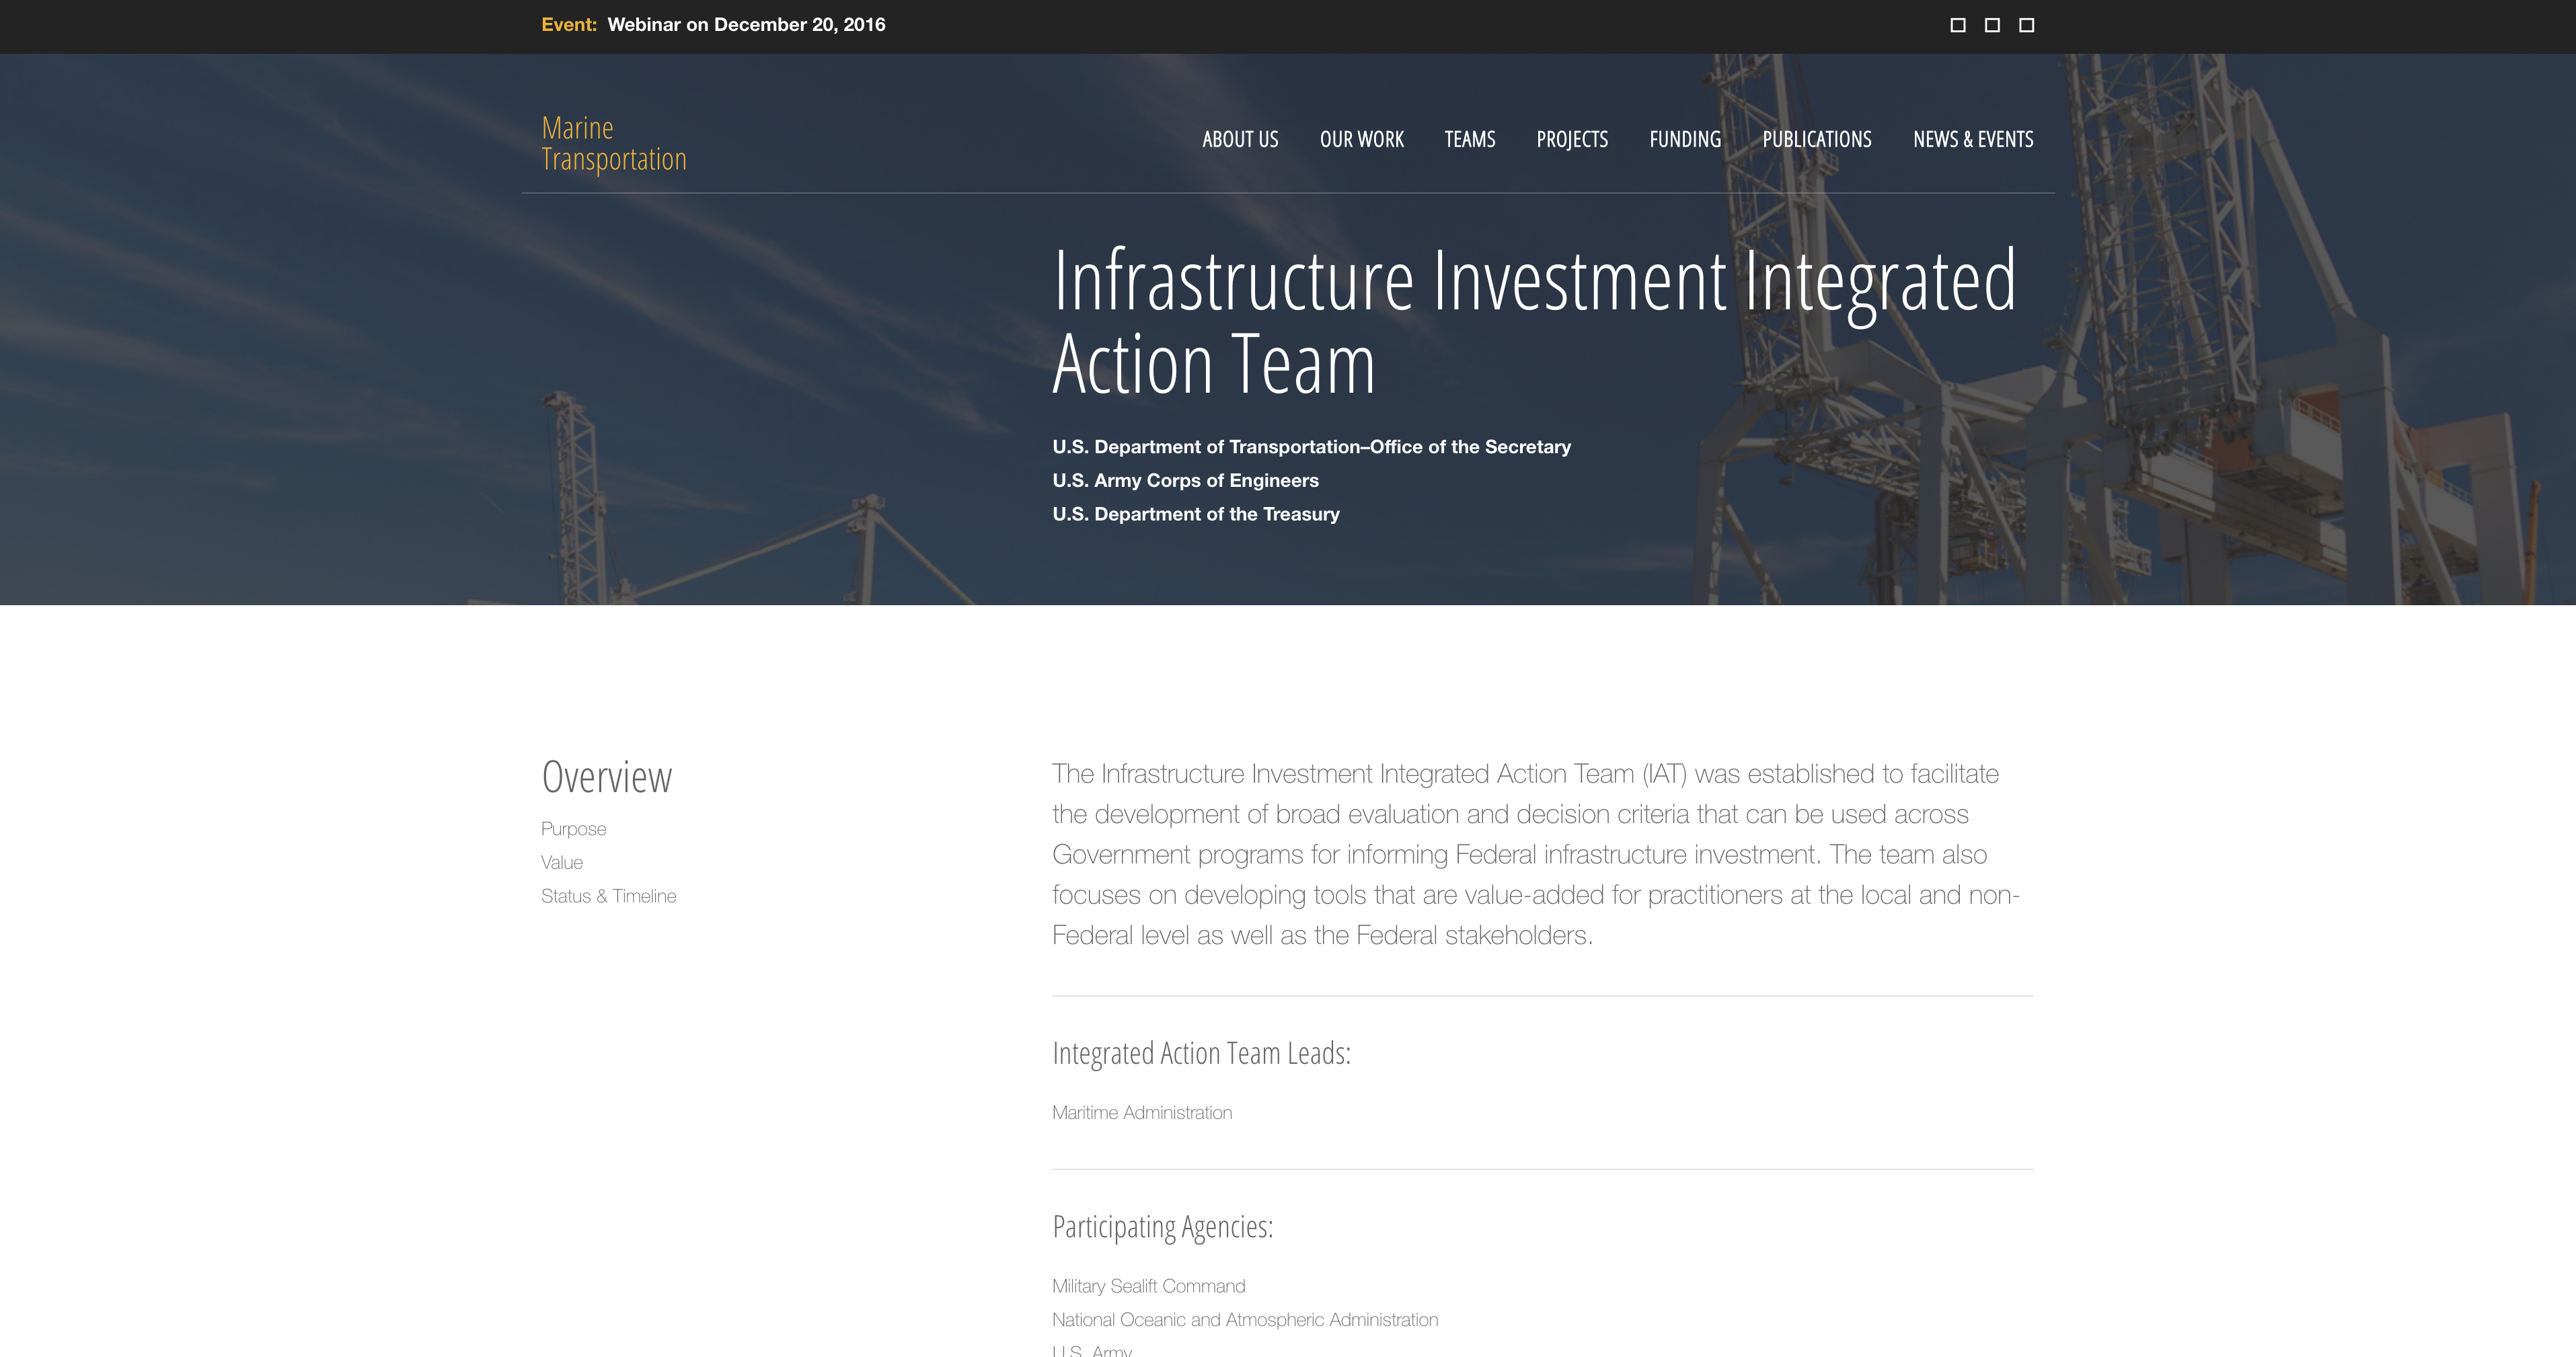 Event: Webinar on December 20, 2016
Marine
Transportation
ABOUT US OUR WORK TEAMS PROJECTS FUNDING PUBLICATIONS NEWS & EVENTS
Infrastructure Investment Integrated
Action Team
U.S. Department of Transportation–Office of the Secretary
U.S. Army Corps of Engineers
U.S. Department of the Treasury
Overview
Purpose
Value
Status & Timeline
The Infrastructure Investment Integrated Action Team (IAT) was established to facilitate
the development of broad evaluation and decision criteria that can be used across
Government programs for informing Federal infrastructure investment. The team also
focuses on developing tools that are value-added for practitioners at the local and non-
Federal level as well as the Federal stakeholders.
Integrated Action Team Leads:
Maritime Administration
Participating Agencies:
Military Sealift Command
National Oceanic and Atmospheric Administration
U.S. Army